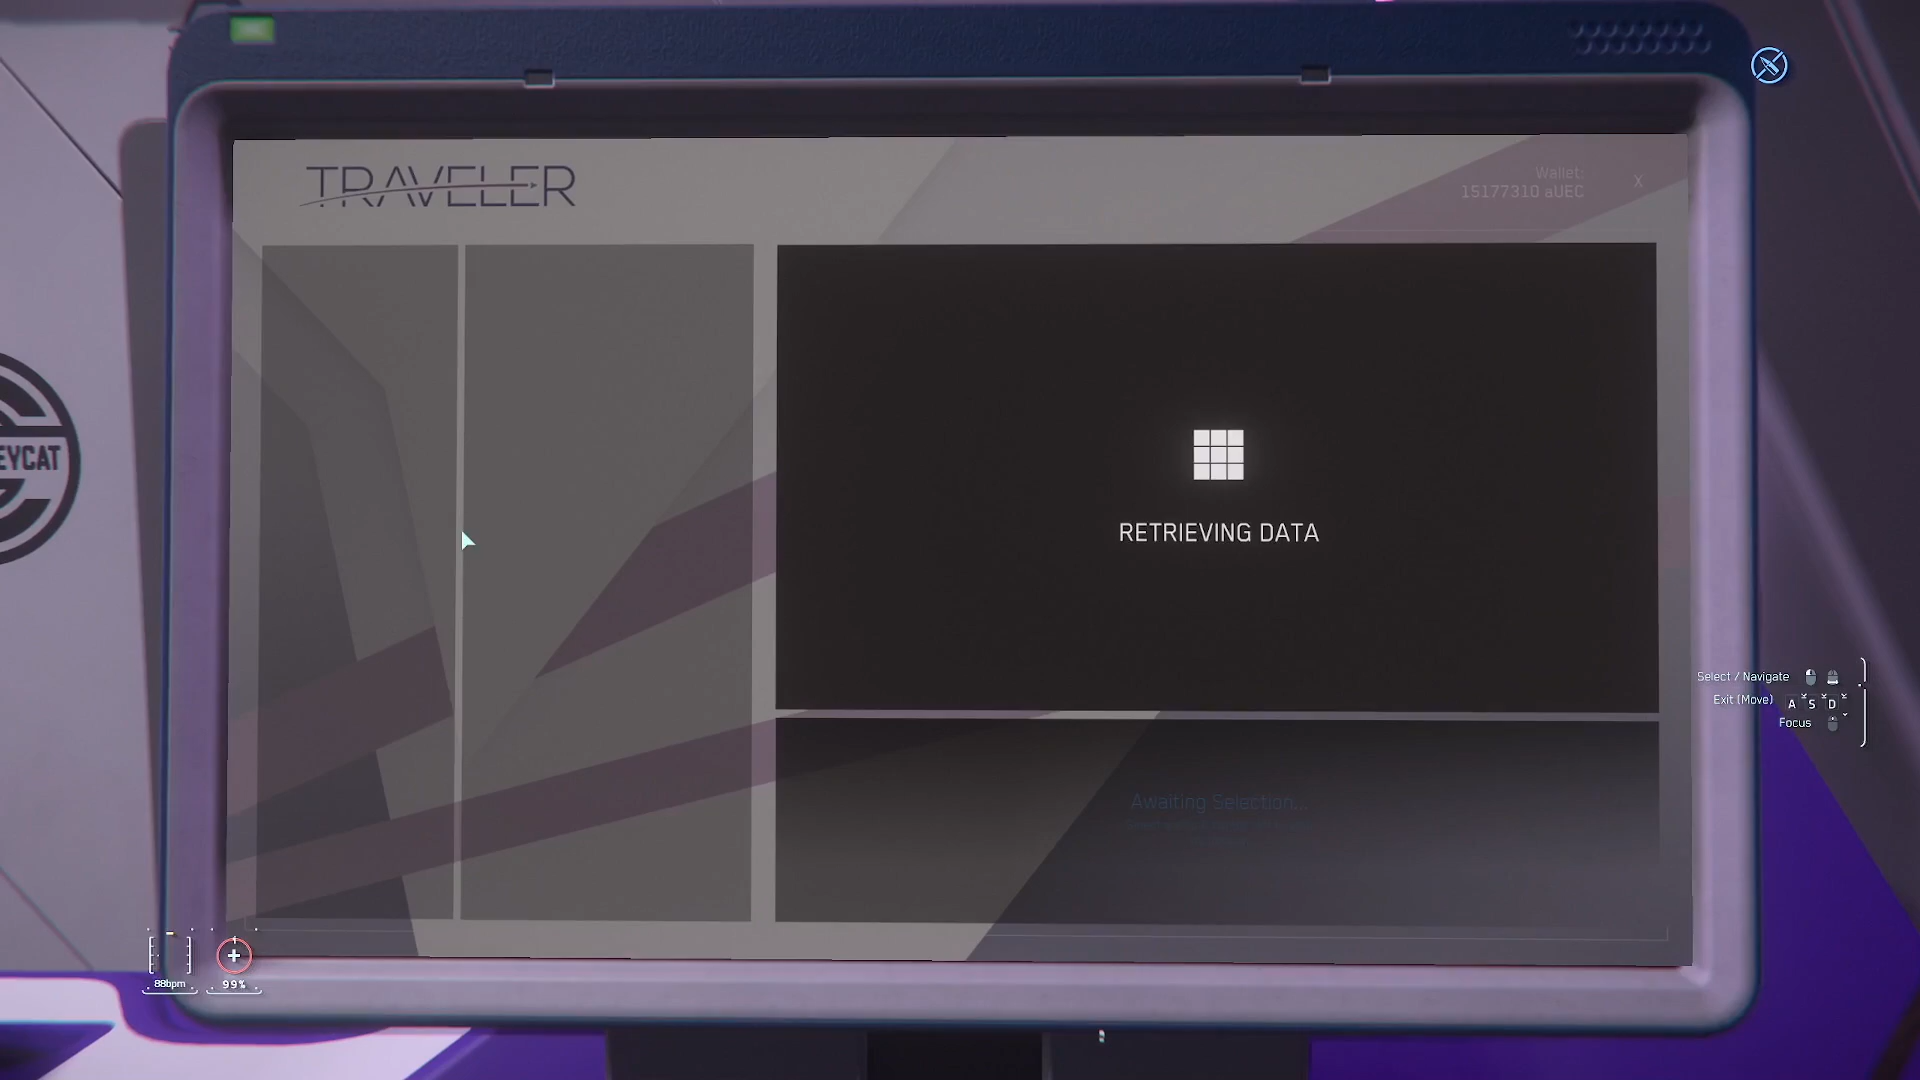 TRAVELER
Wallet:
15177310 aUEC
X
EYCAT
RETRIEVING DATA
Awaiting Selection...
Select / Navigate
Exit (Move) A S D
Focus
88bpm
99%